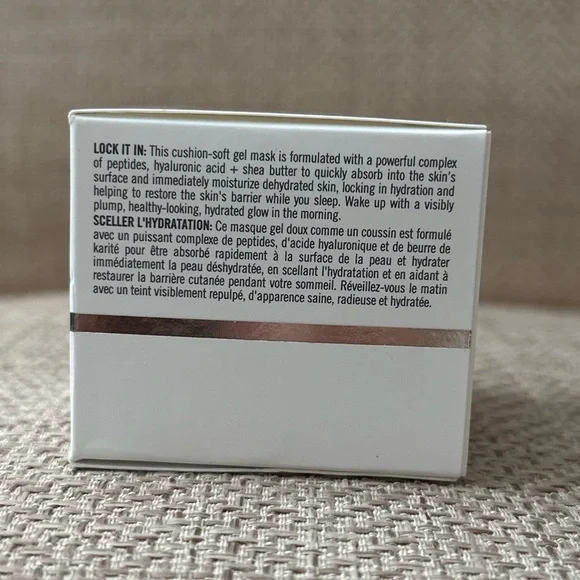 LOCK IT IN: This cushion-soft gel mask is formulated with a powerful complex
of peptides, hyaluronic acid + shea butter to quickly absorb into the skin's
surface and immediately moisturize dehydrated skin, locking in hydration and
helping to restore the skin's barrier while you sleep. Wake up with a visibly
plump, healthy-looking, hydrated glow in the morning.
SCELLER L'HYDRATATION: Ce masque gel doux comme un coussin est formulé
avec un puissant complexe de peptides, d'acide hyaluronique et de beurre de
karité pour être absorbé rapidement à la surface de la peau et hydrater
immédiatement la peau déshydratée, en scellant l'hydratation et en aidant à
restaurer la barrière cutanée pendant votre sommeil. Réveillez-vous le matin
avec un teint visiblement repulpé, d'apparence saine, radieuse et hydratée.